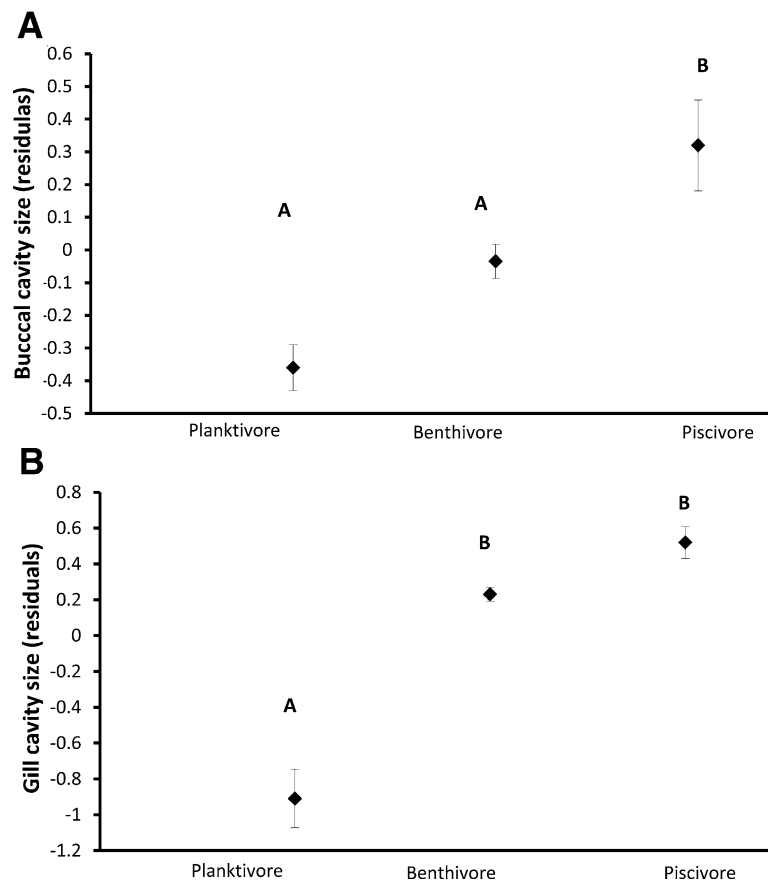 A
Bucccal cavity size (residulas)
0.6
0.5
0.4
0.3
0.2
0.1
0
-0.1
-0.2
-0.3
-0.4
-0.5
A
A
B
Planktivore Benthivore Piscivore
B
Gill cavity size (residuals)
0.8
0.6
0.4
0.2
0
-0.2
-0.4
-0.6
-0.8
-1
-1.2
A
B
B
Planktivore Benthivore Piscivore